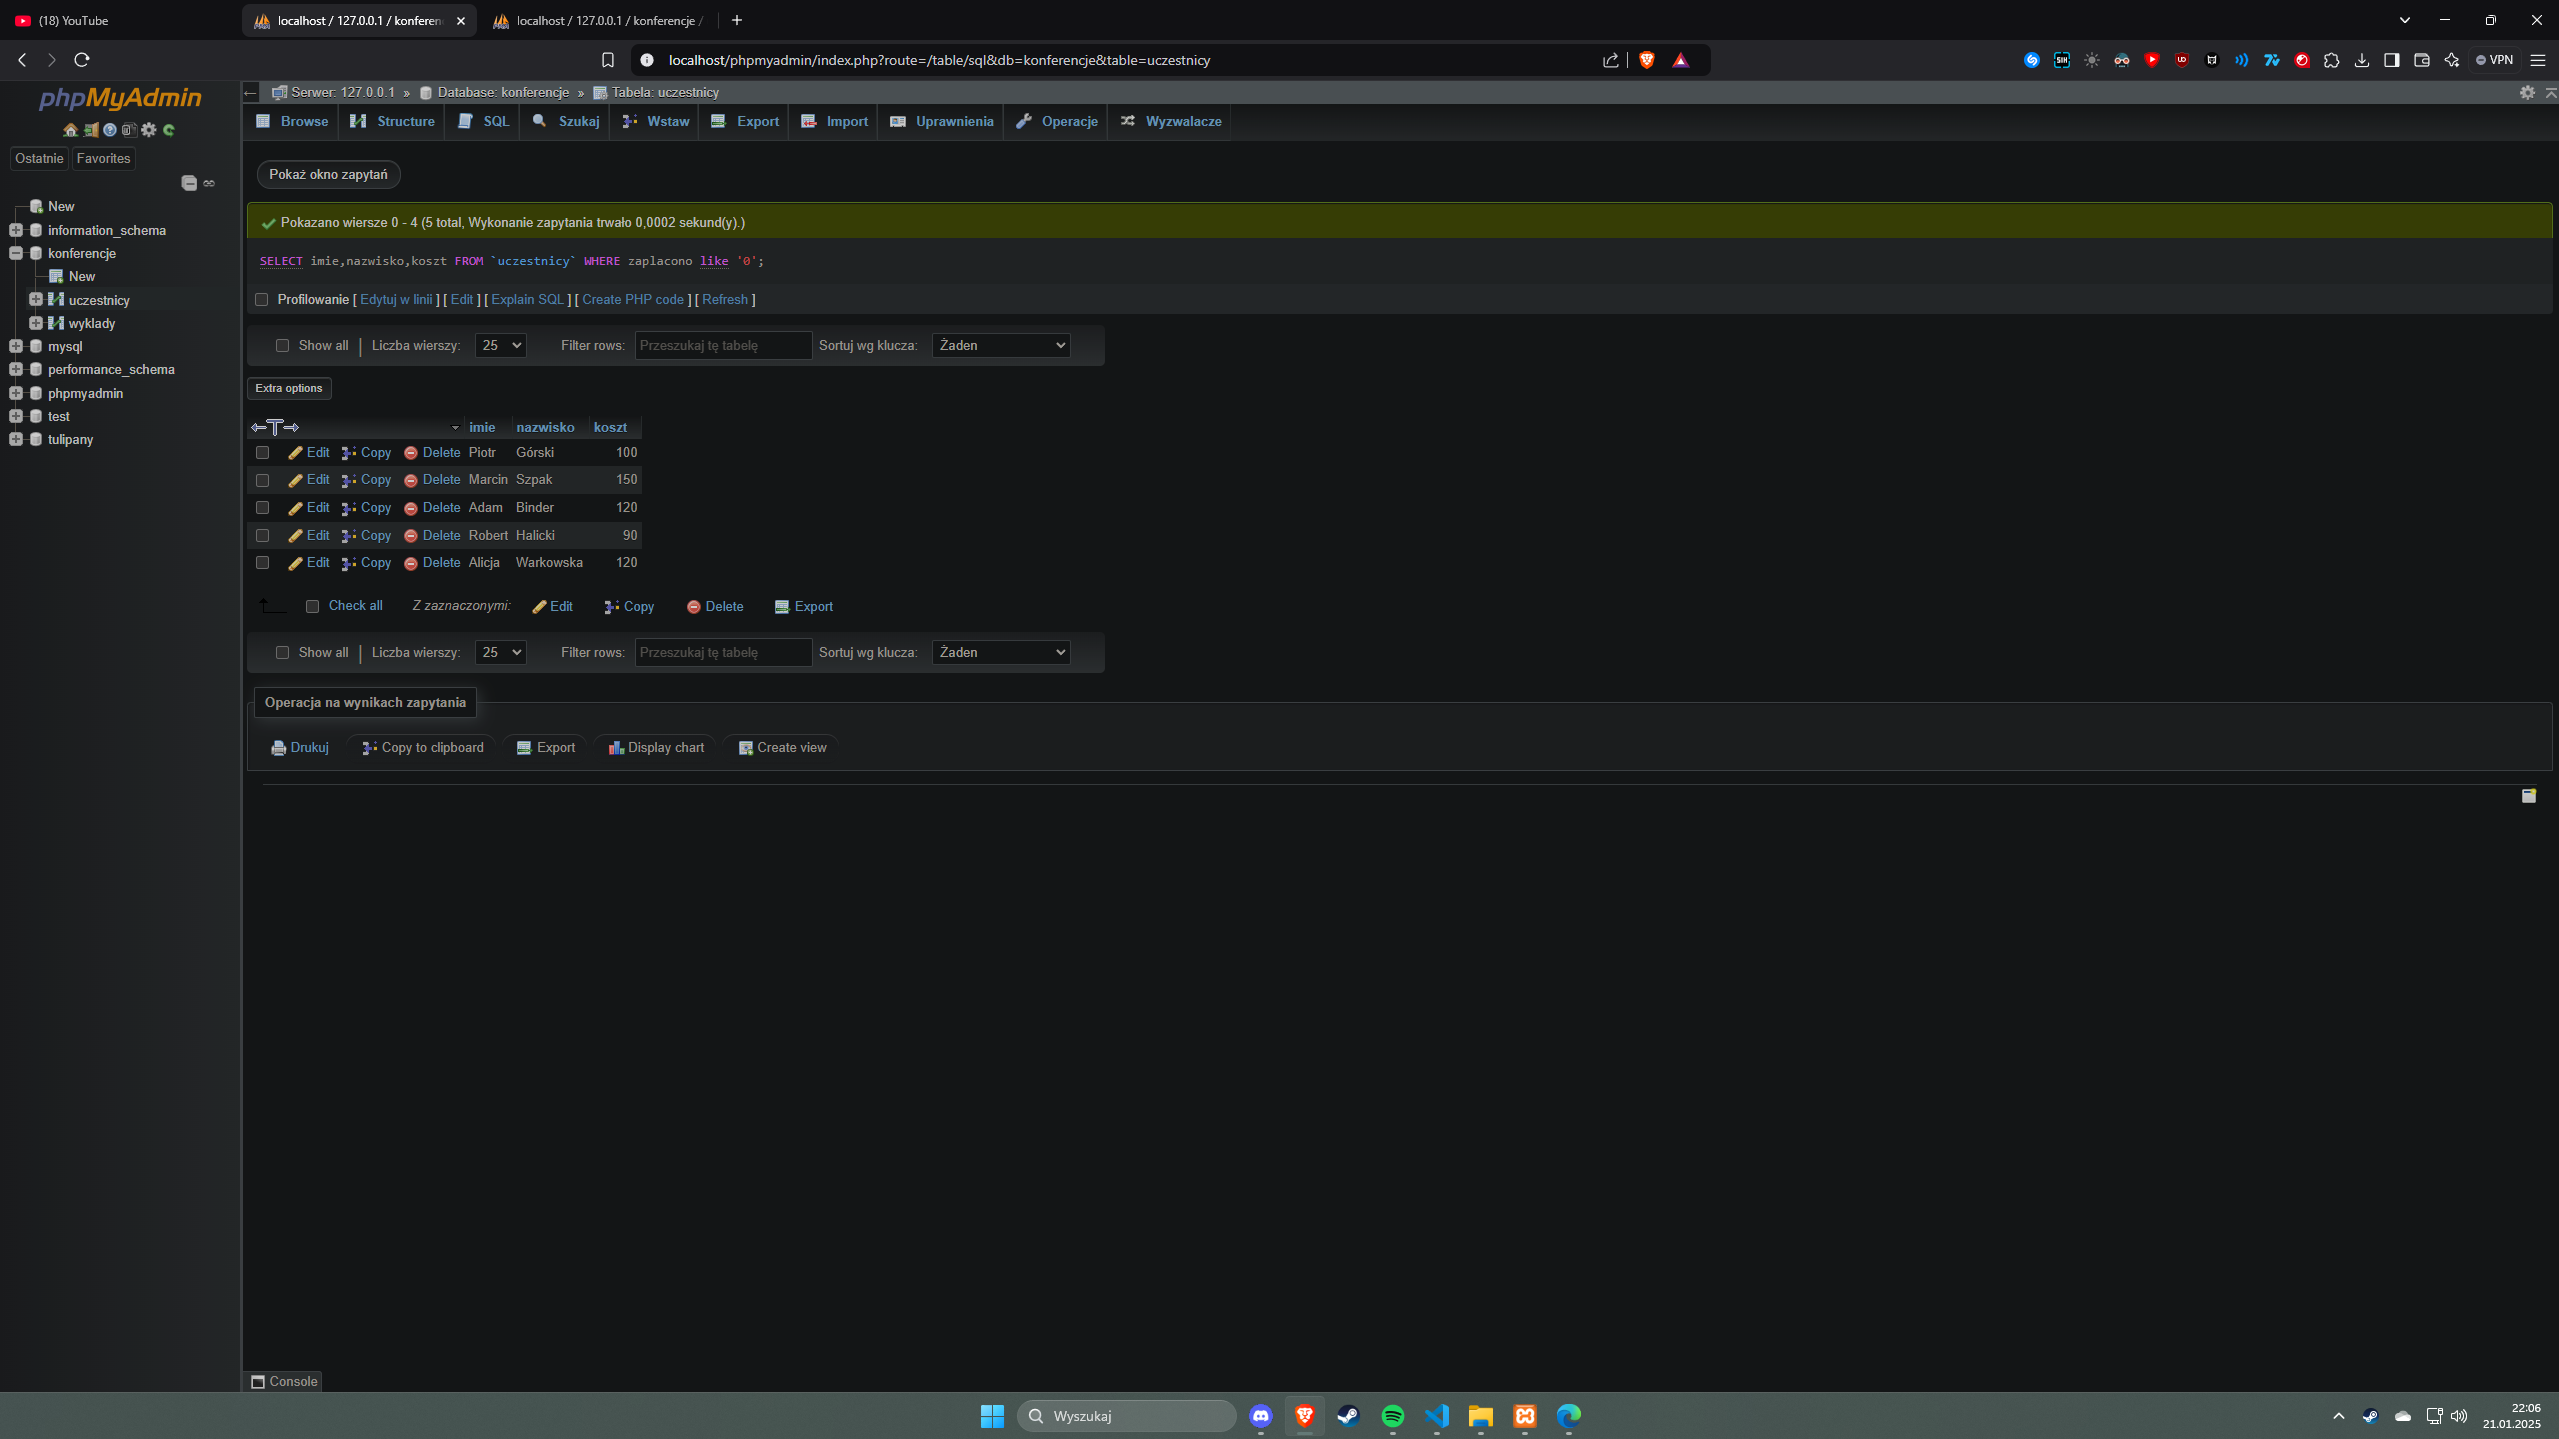 (18) YouTube
localhost / 127.0.0.1 / konferen
localhost / 127.0.0.1 / konferencje /
localhost/phpmyadmin/index.php?route=/table/sql&db=konferencje&table=uczestnicy
VPN
phpMyAdmin
Ostatnie Favorites
New
information_schema
konferencje
New
uczestnicy
wyklady
mysql
performance_schema
phpmyadmin
test
tulipany
Serwer: 127.0.0.1 » Database: konferencje » Tabela: uczestnicy
Browse Structure SQL Szukaj Wstaw Export Import Uprawnienia Operacje Wyzwalacze
Pokaż okno zapytań
Pokazano wiersze 0 - 4 (5 total, Wykonanie zapytania trwało 0,0002 sekund(y).)
SELECT imie,nazwisko,koszt FROM `uczestnicy` WHERE zaplacono like '0';
Profilowanie [ Edytuj w linii ] [ Edit ] [ Explain SQL ] [ Create PHP code ] [ Refresh ]
Show all | Liczba wierszy: 25 Filter rows: Przeszukaj tę tabelę Sortuj wg klucza: Żaden
Extra options
imie nazwisko koszt
Edit Copy Delete Piotr Górski 100
Edit Copy Delete Marcin Szpak 150
Edit Copy Delete Adam Binder 120
Edit Copy Delete Robert Halicki 90
Edit Copy Delete Alicja Warkowska 120
Check all Z zaznaczonymi: Edit Copy Delete Export
Show all | Liczba wierszy: 25 Filter rows: Przeszukaj tę tabelę Sortuj wg klucza: Żaden
Operacja na wynikach zapytania
Drukuj Copy to clipboard Export Display chart Create view
Console
Wyszukaj
22:06
21.01.2025